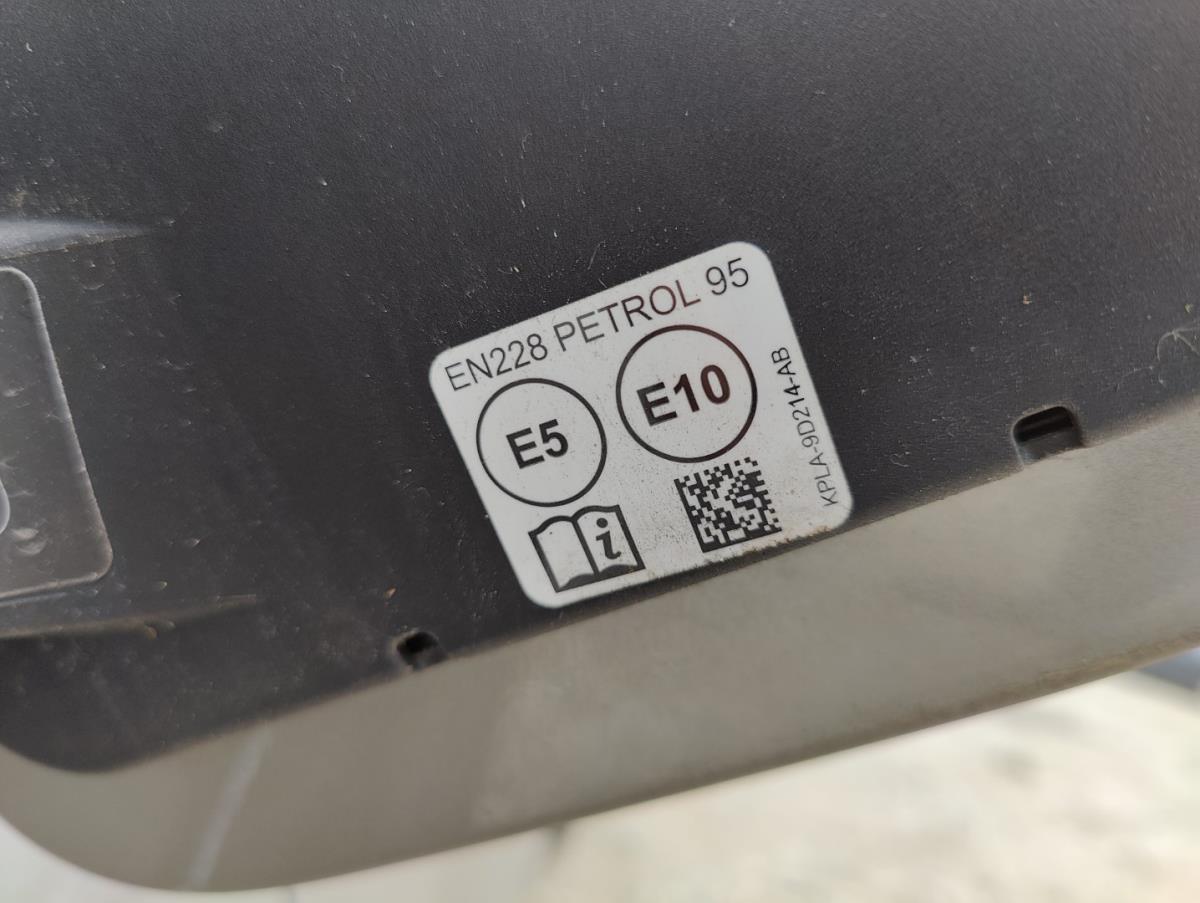 EN228 PETROL 95
E5
E10
i
KPLA-9D214-AB